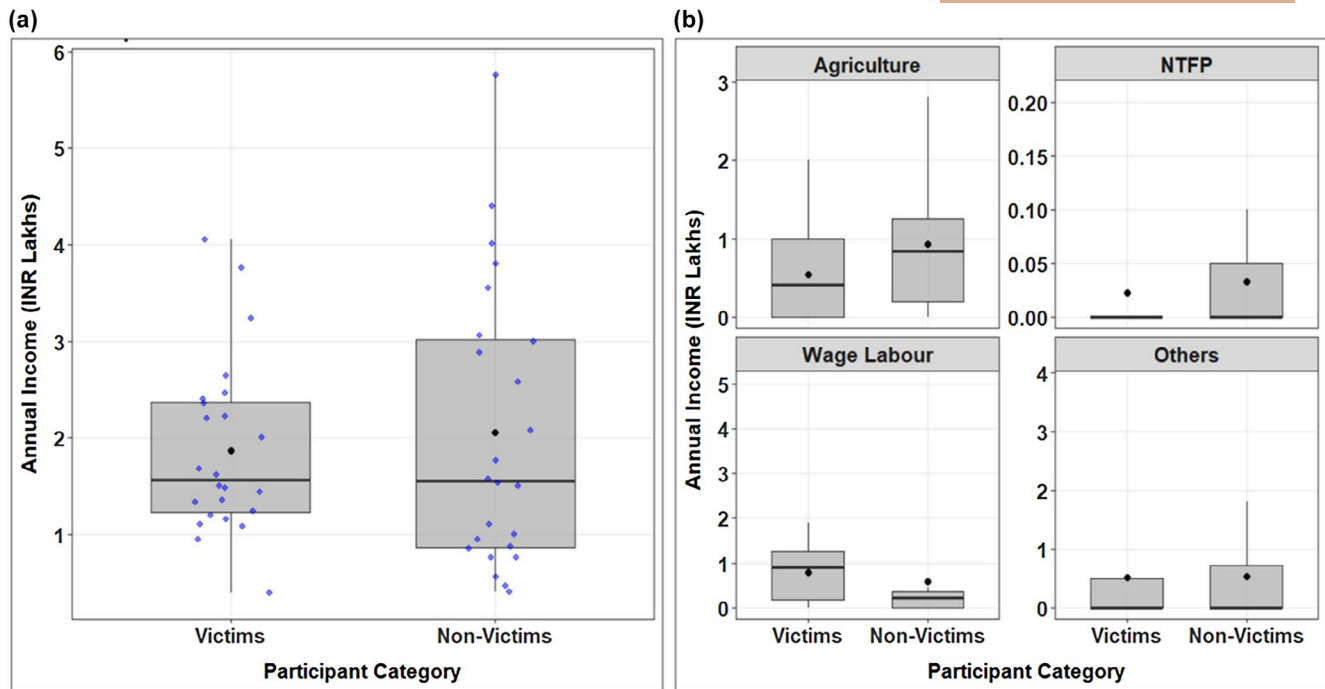 (a)
(b)
Annual Income (INR Lakhs)
6
5
4
3
2
1
Victims
Non-Victims
Participant Category
Annual Income (INR Lakhs)
Agriculture
3
2
1
0
NTFP
0.20
0.15
0.10
0.05
0.00
Wage Labour
5
4
3
2
1
0
Victims
Non-Victims
Others
4
3
2
1
0
Victims
Non-Victims
Participant Category